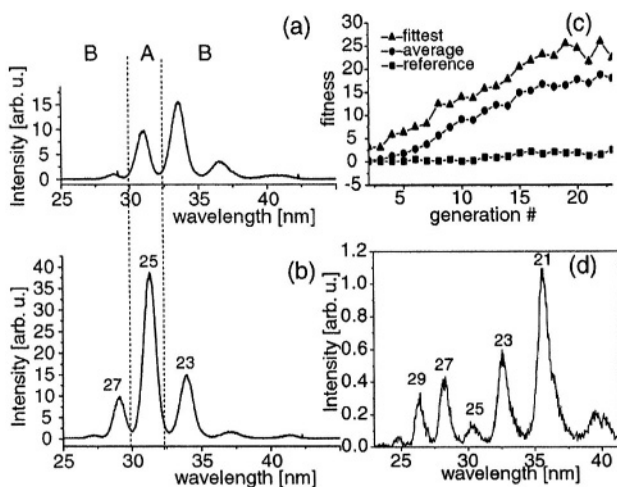 (a)
B A B
Intensity [arb. u.]
15
10
5
0
25 30 35 40
wavelength [nm]
(b)
Intensity [arb. u.]
40
35
30
25
20
15
10
5
0
27
25
23
25 30 35 40
wavelength [nm]
(c)
fitness
fittest
average
reference
30
25
20
15
10
5
0
-5
5 10 15 20
generation #
(d)
Intensity [arb. u.]
1.2
1.0
0.8
0.6
0.4
0.2
0.0
29
27
25
23
21
25 30 35 40
wavelength [nm]